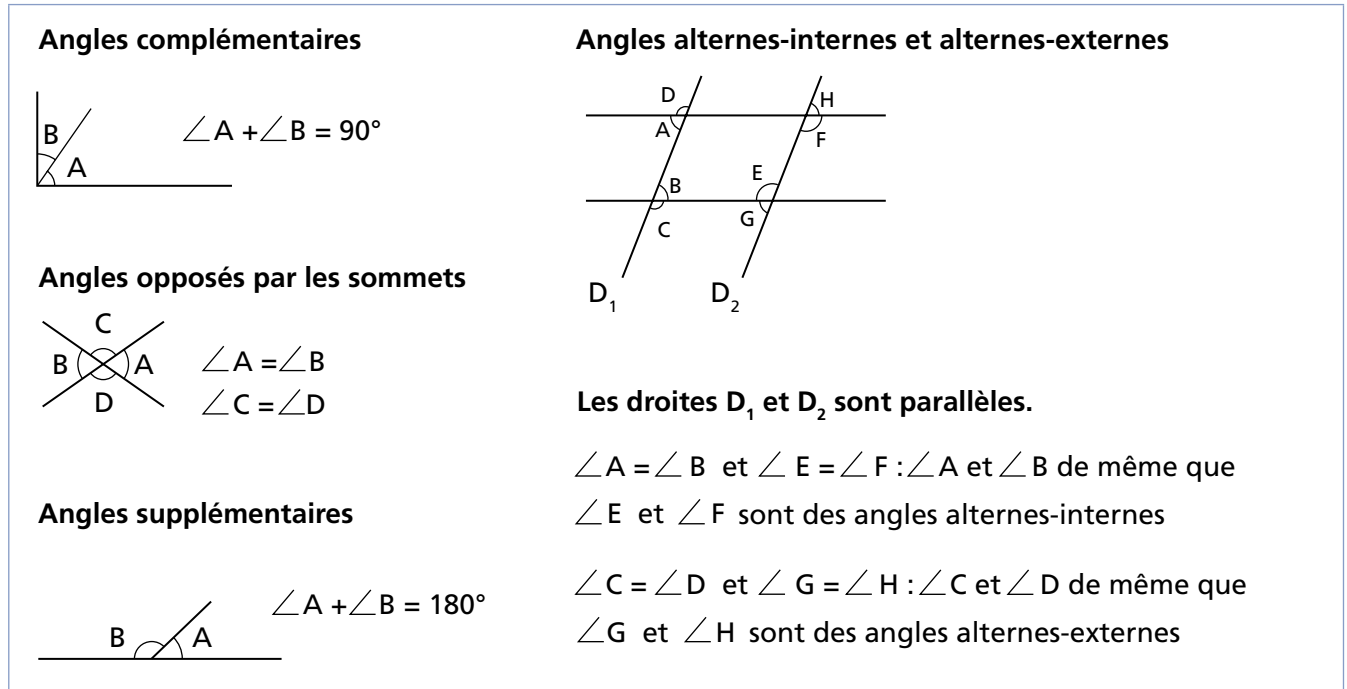 Angles complémentaires
B
A
∠A +∠B = 90°
Angles opposés par les sommets
C
B
A
D
∠A =∠B
∠C =∠D
Angles supplémentaires
B
A
∠A +∠B = 180°
Angles alternes-internes et alternes-externes
D
H
A
F
B
E
C
G
D₁
D₂
Les droites D₁ et D₂ sont parallèles.
∠A =∠ B et ∠ E =∠ F :∠A et ∠ B de même que
∠E et ∠F sont des angles alternes-internes
∠C =∠D et ∠ G =∠ H :∠C et ∠ D de même que
∠G et ∠H sont des angles alternes-externes